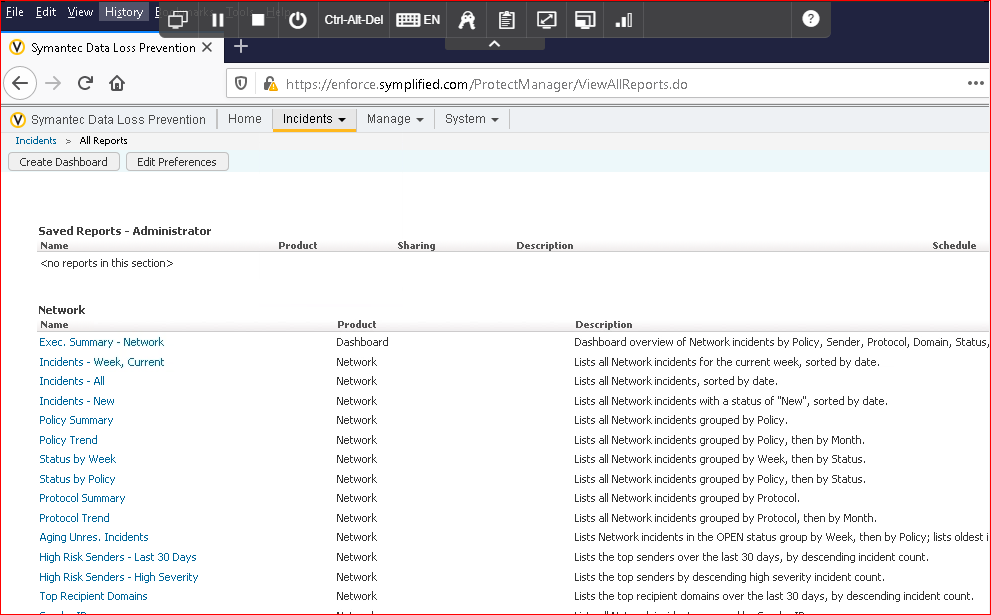 File Edit View History Bookmarks Tools Help
Ctrl-Alt-Del EN ?
Symantec Data Loss Prevention
https://enforce.symplified.com/ProtectManager/ViewAllReports.do
Symantec Data Loss Prevention Home Incidents Manage System
Incidents > All Reports
Create Dashboard Edit Preferences
Saved Reports - Administrator
Name Product Sharing Description Schedule
<no reports in this section>
Network
Name Product Description
Exec. Summary - Network Dashboard Dashboard overview of Network incidents by Policy, Sender, Protocol, Domain, Status,
Incidents - Week, Current Network Lists all Network incidents for the current week, sorted by date.
Incidents - All Network Lists all Network incidents, sorted by date.
Incidents - New Network Lists all Network incidents with a status of "New", sorted by date.
Policy Summary Network Lists all Network incidents grouped by Policy.
Policy Trend Network Lists all Network incidents grouped by Policy, then by Month.
Status by Week Network Lists all Network incidents grouped by Week, then by Status.
Status by Policy Network Lists all Network incidents grouped by Policy, then by Status.
Protocol Summary Network Lists all Network incidents grouped by Protocol.
Protocol Trend Network Lists all Network incidents grouped by Protocol, then by Month.
Aging Unres. Incidents Network Lists Network incidents in the OPEN status group by Week, then by Policy; lists oldest i
High Risk Senders - Last 30 Days Network Lists the top senders over the last 30 days, by descending incident count.
High Risk Senders - High Severity Network Lists the top senders by descending high severity incident count.
Top Recipient Domains Network Lists the top recipient domains over the last 30 days, by descending incident count.